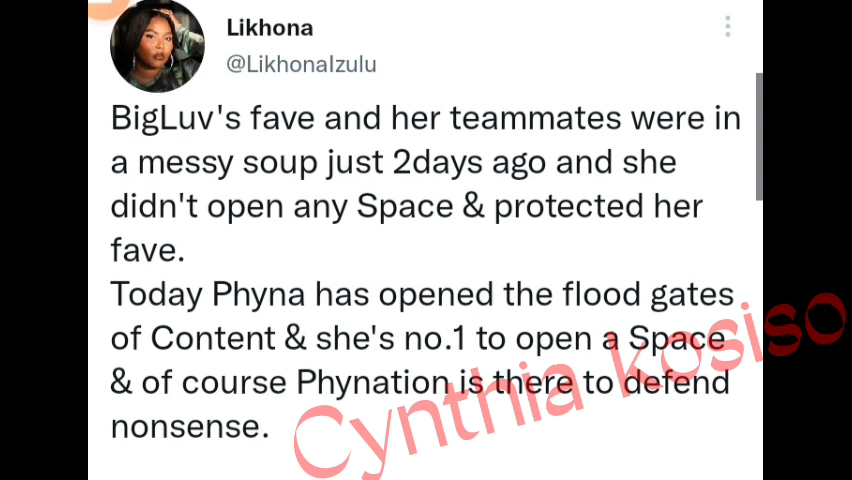 Likhona
@LikhonaIzulu
BigLuv's fave and her teammates were in
a messy soup just 2days ago and she
didn't open any Space & protected her
fave.
Today Phyna has opened the flood gates
of Content & she's no.1 to open a Space
& of course Phynation is there to defend
nonsense.
Cynthia kosiso